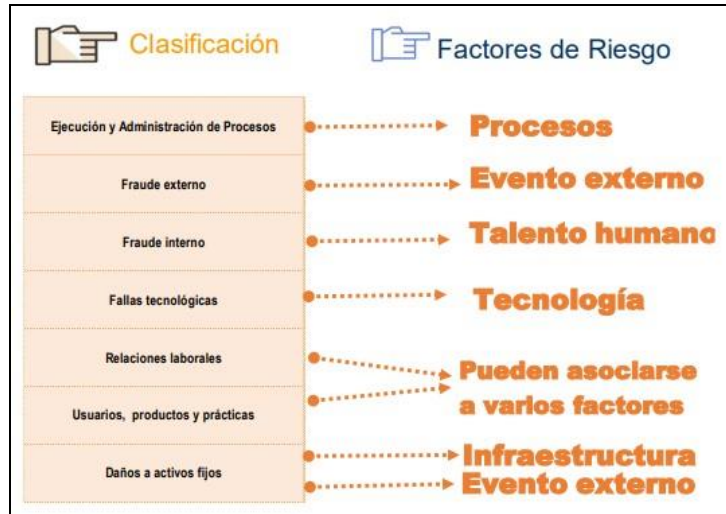 Clasificación
Factores de Riesgo
Ejecución y Administración de Procesos
Procesos
Fraude externo
Evento externo
Fraude interno
Talento humano
Fallas tecnológicas
Tecnología
Relaciones laborales
Usuarios, productos y prácticas
Pueden asociarse
a varios factores
Daños a activos fijos
Infraestructura
Evento externo